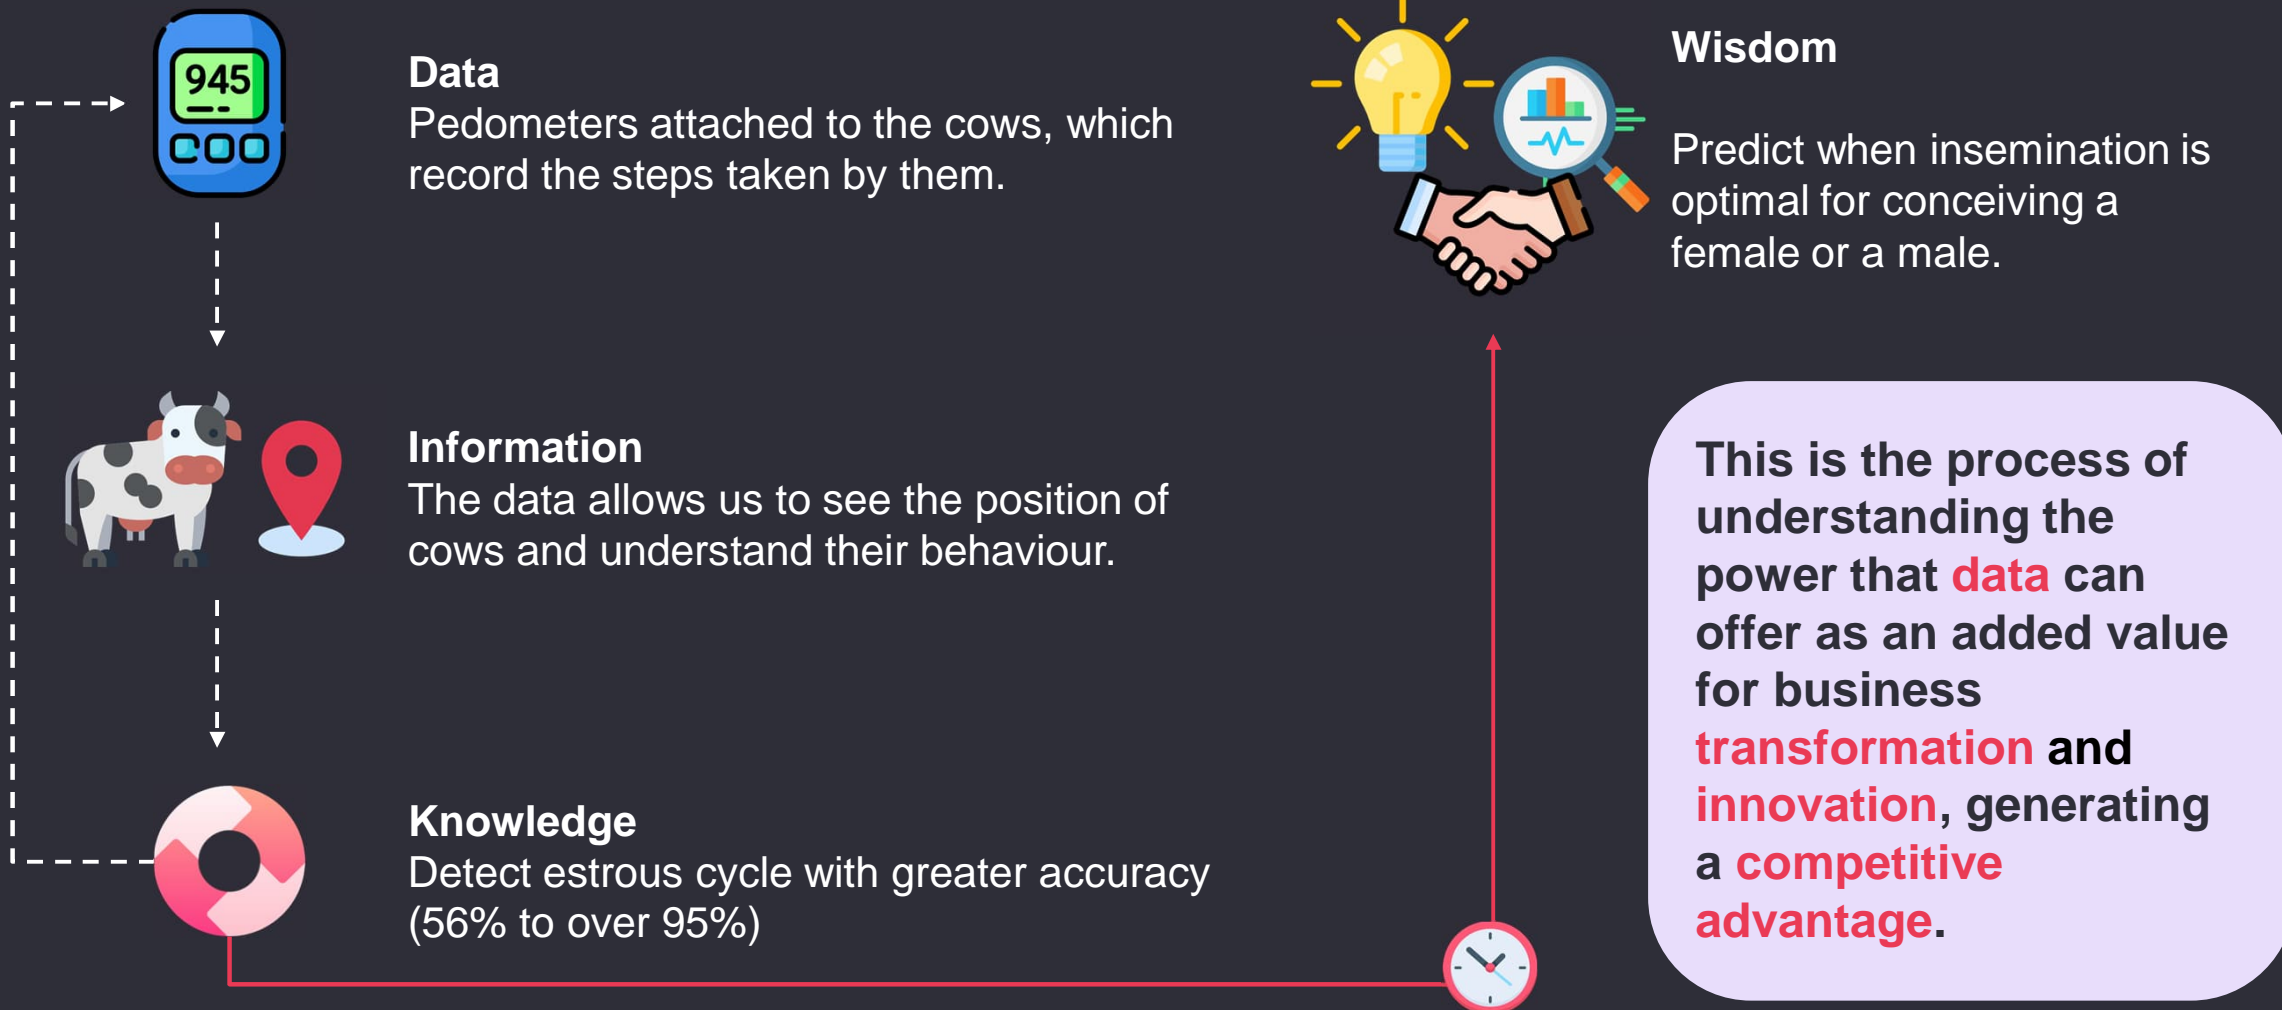 945
Data
Pedometers attached to the cows, which
record the steps taken by them.
Information
The data allows us to see the position of
cows and understand their behaviour.
Knowledge
Detect estrous cycle with greater accuracy
(56% to over 95%)
Wisdom
Predict when insemination is
optimal for conceiving a
female or a male.
This is the process of
understanding the
power that data can
offer as an added value
for business
transformation and
innovation, generating
a competitive
advantage.